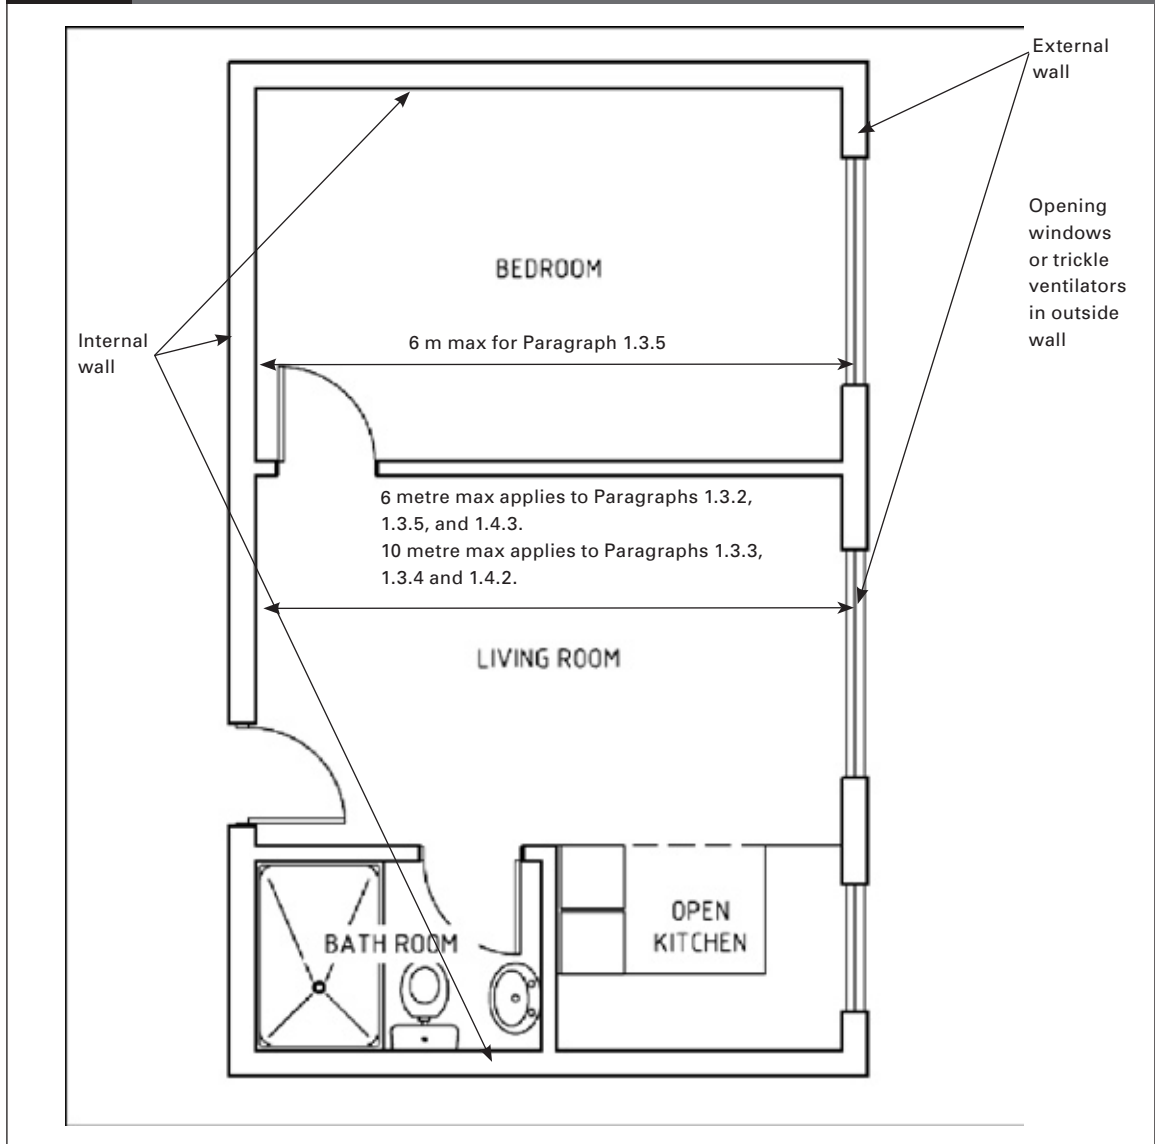 External
wall
Opening
windows
or trickle
ventilators
in outside
wall
BEDROOM
Internal
wall
6 m max for Paragraph 1.3.5
6 metre max applies to Paragraphs 1.3.2,
1.3.5, and 1.4.3.
10 metre max applies to Paragraphs 1.3.3,
1.3.4 and 1.4.2.
LIVING ROOM
BATH ROOM
OPEN
KITCHEN